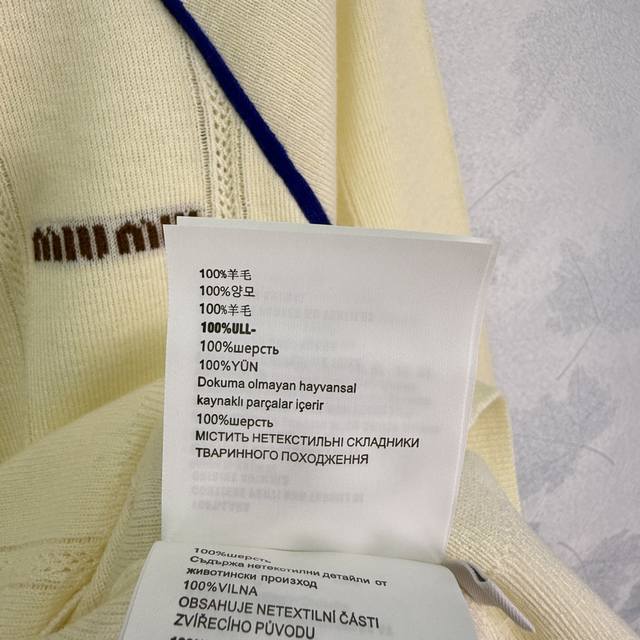 miu miu
100%羊毛
100%양모
100%羊毛
100%ULL-
100%шерсть
100%YÜN
Dokuma olmayan hayvansal
kaynaklı parçalar içerir
100%шерсть
МІСТИТЬ НЕТЕКСТИЛЬНІ СКЛАДНИКИ
ТВАРИННОГО ПОХОДЖЕННЯ
100%шерсть
Съдържа нетекстилни детайли от
животински произход
100%VILNA
OBSAHUJE NETEXTILNÍ ČÁSTI
ZVÍŘECÍHO PŮVODU